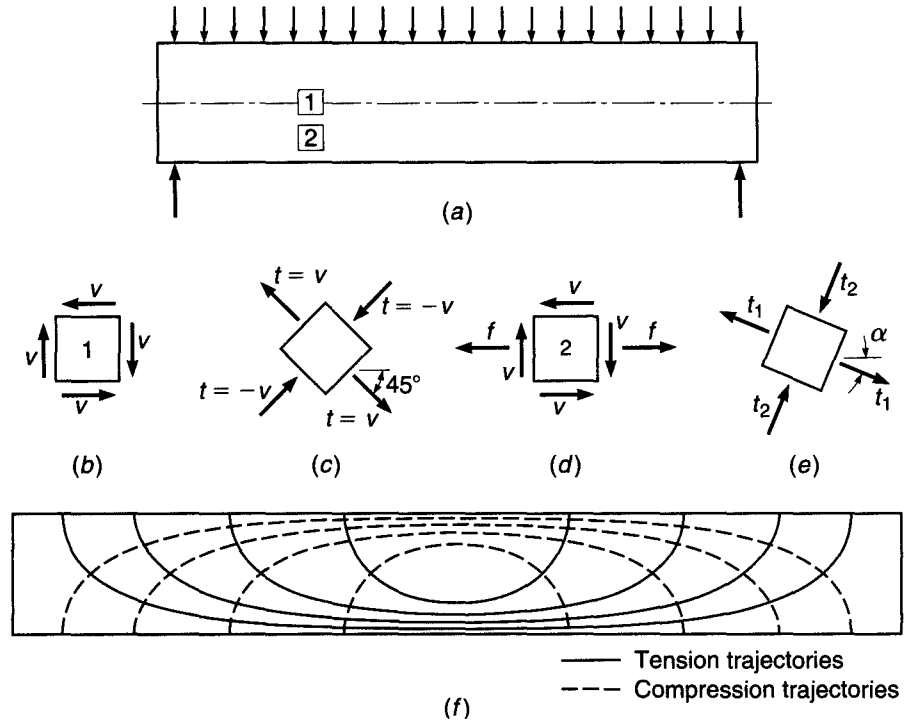 1
2
(a)
v
v 1 v
v
(b)
t = v
t = −v
t = −v
45°
t = v
(c)
v
f v 2 v f
v
(d)
t₂
t₁
α
t₂
t₁
(e)
Tension trajectories
Compression trajectories
(f)